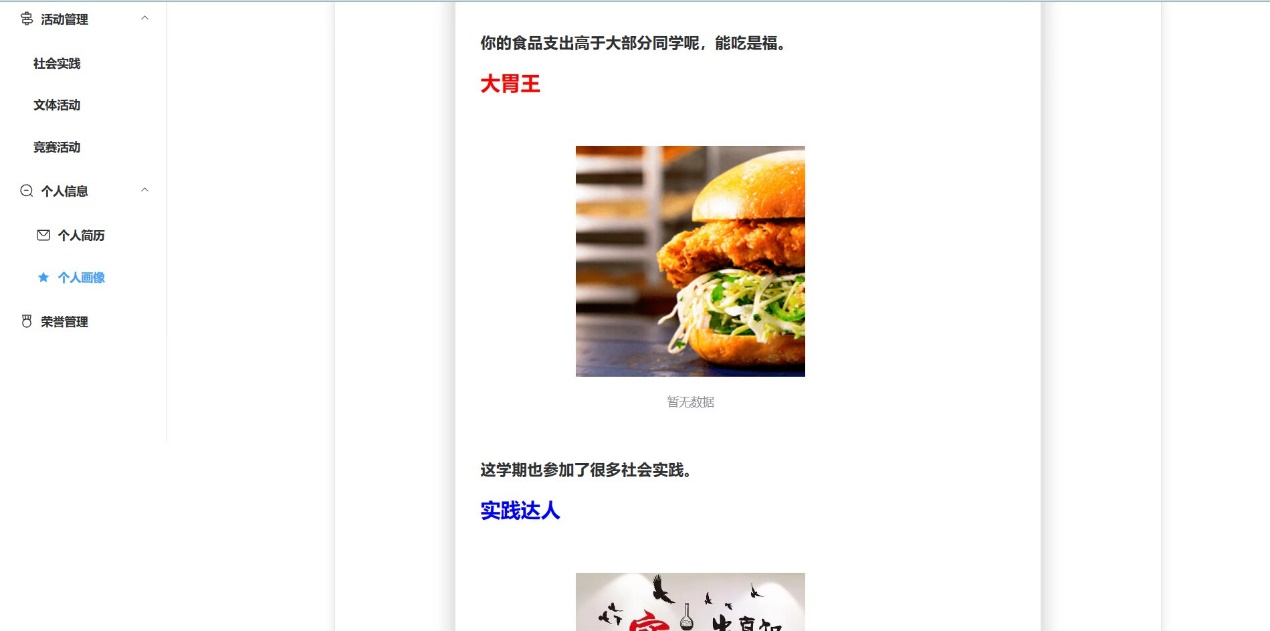 活动管理
社会实践
文体活动
竞赛活动
个人信息
个人简历
个人画像
荣誉管理
你的食品支出高于大部分同学呢，能吃是福。
大胃王
暂无数据
这学期也参加了很多社会实践。
实践达人